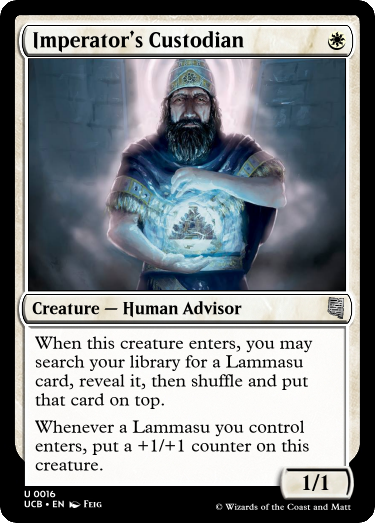 Imperator's Custodian
Creature — Human Advisor
When this creature enters, you may
search your library for a Lammasu
card, reveal it, then shuffle and put
that card on top.
Whenever a Lammasu you control
enters, put a +1/+1 counter on this
creature.
1/1
U 0016
UCB • EN Feig
© Wizards of the Coast and Matt